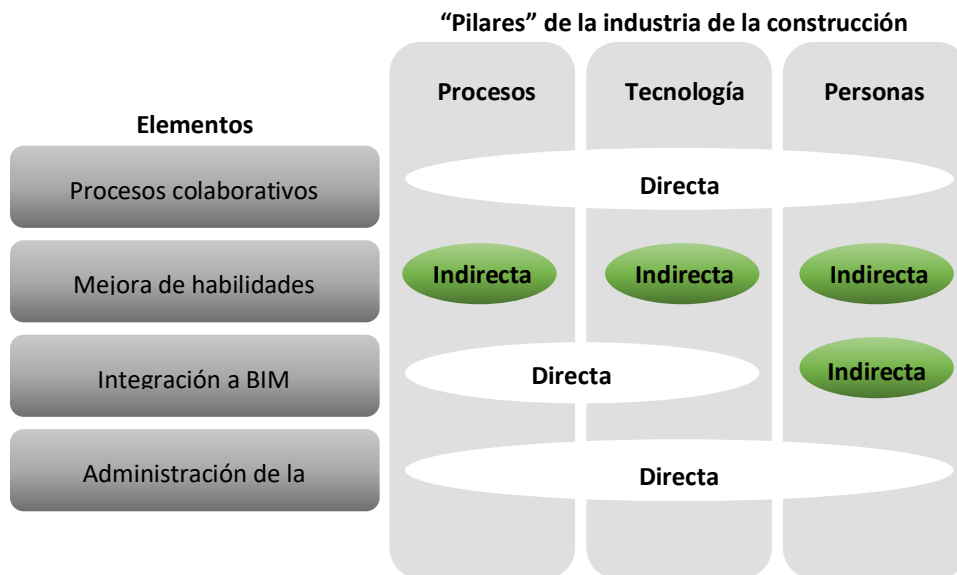 “Pilares” de la industria de la construcción
Procesos Tecnología Personas
Elementos
Procesos colaborativos Directa
Mejora de habilidades Indirecta Indirecta Indirecta
Integración a BIM Directa Indirecta
Administración de la Directa